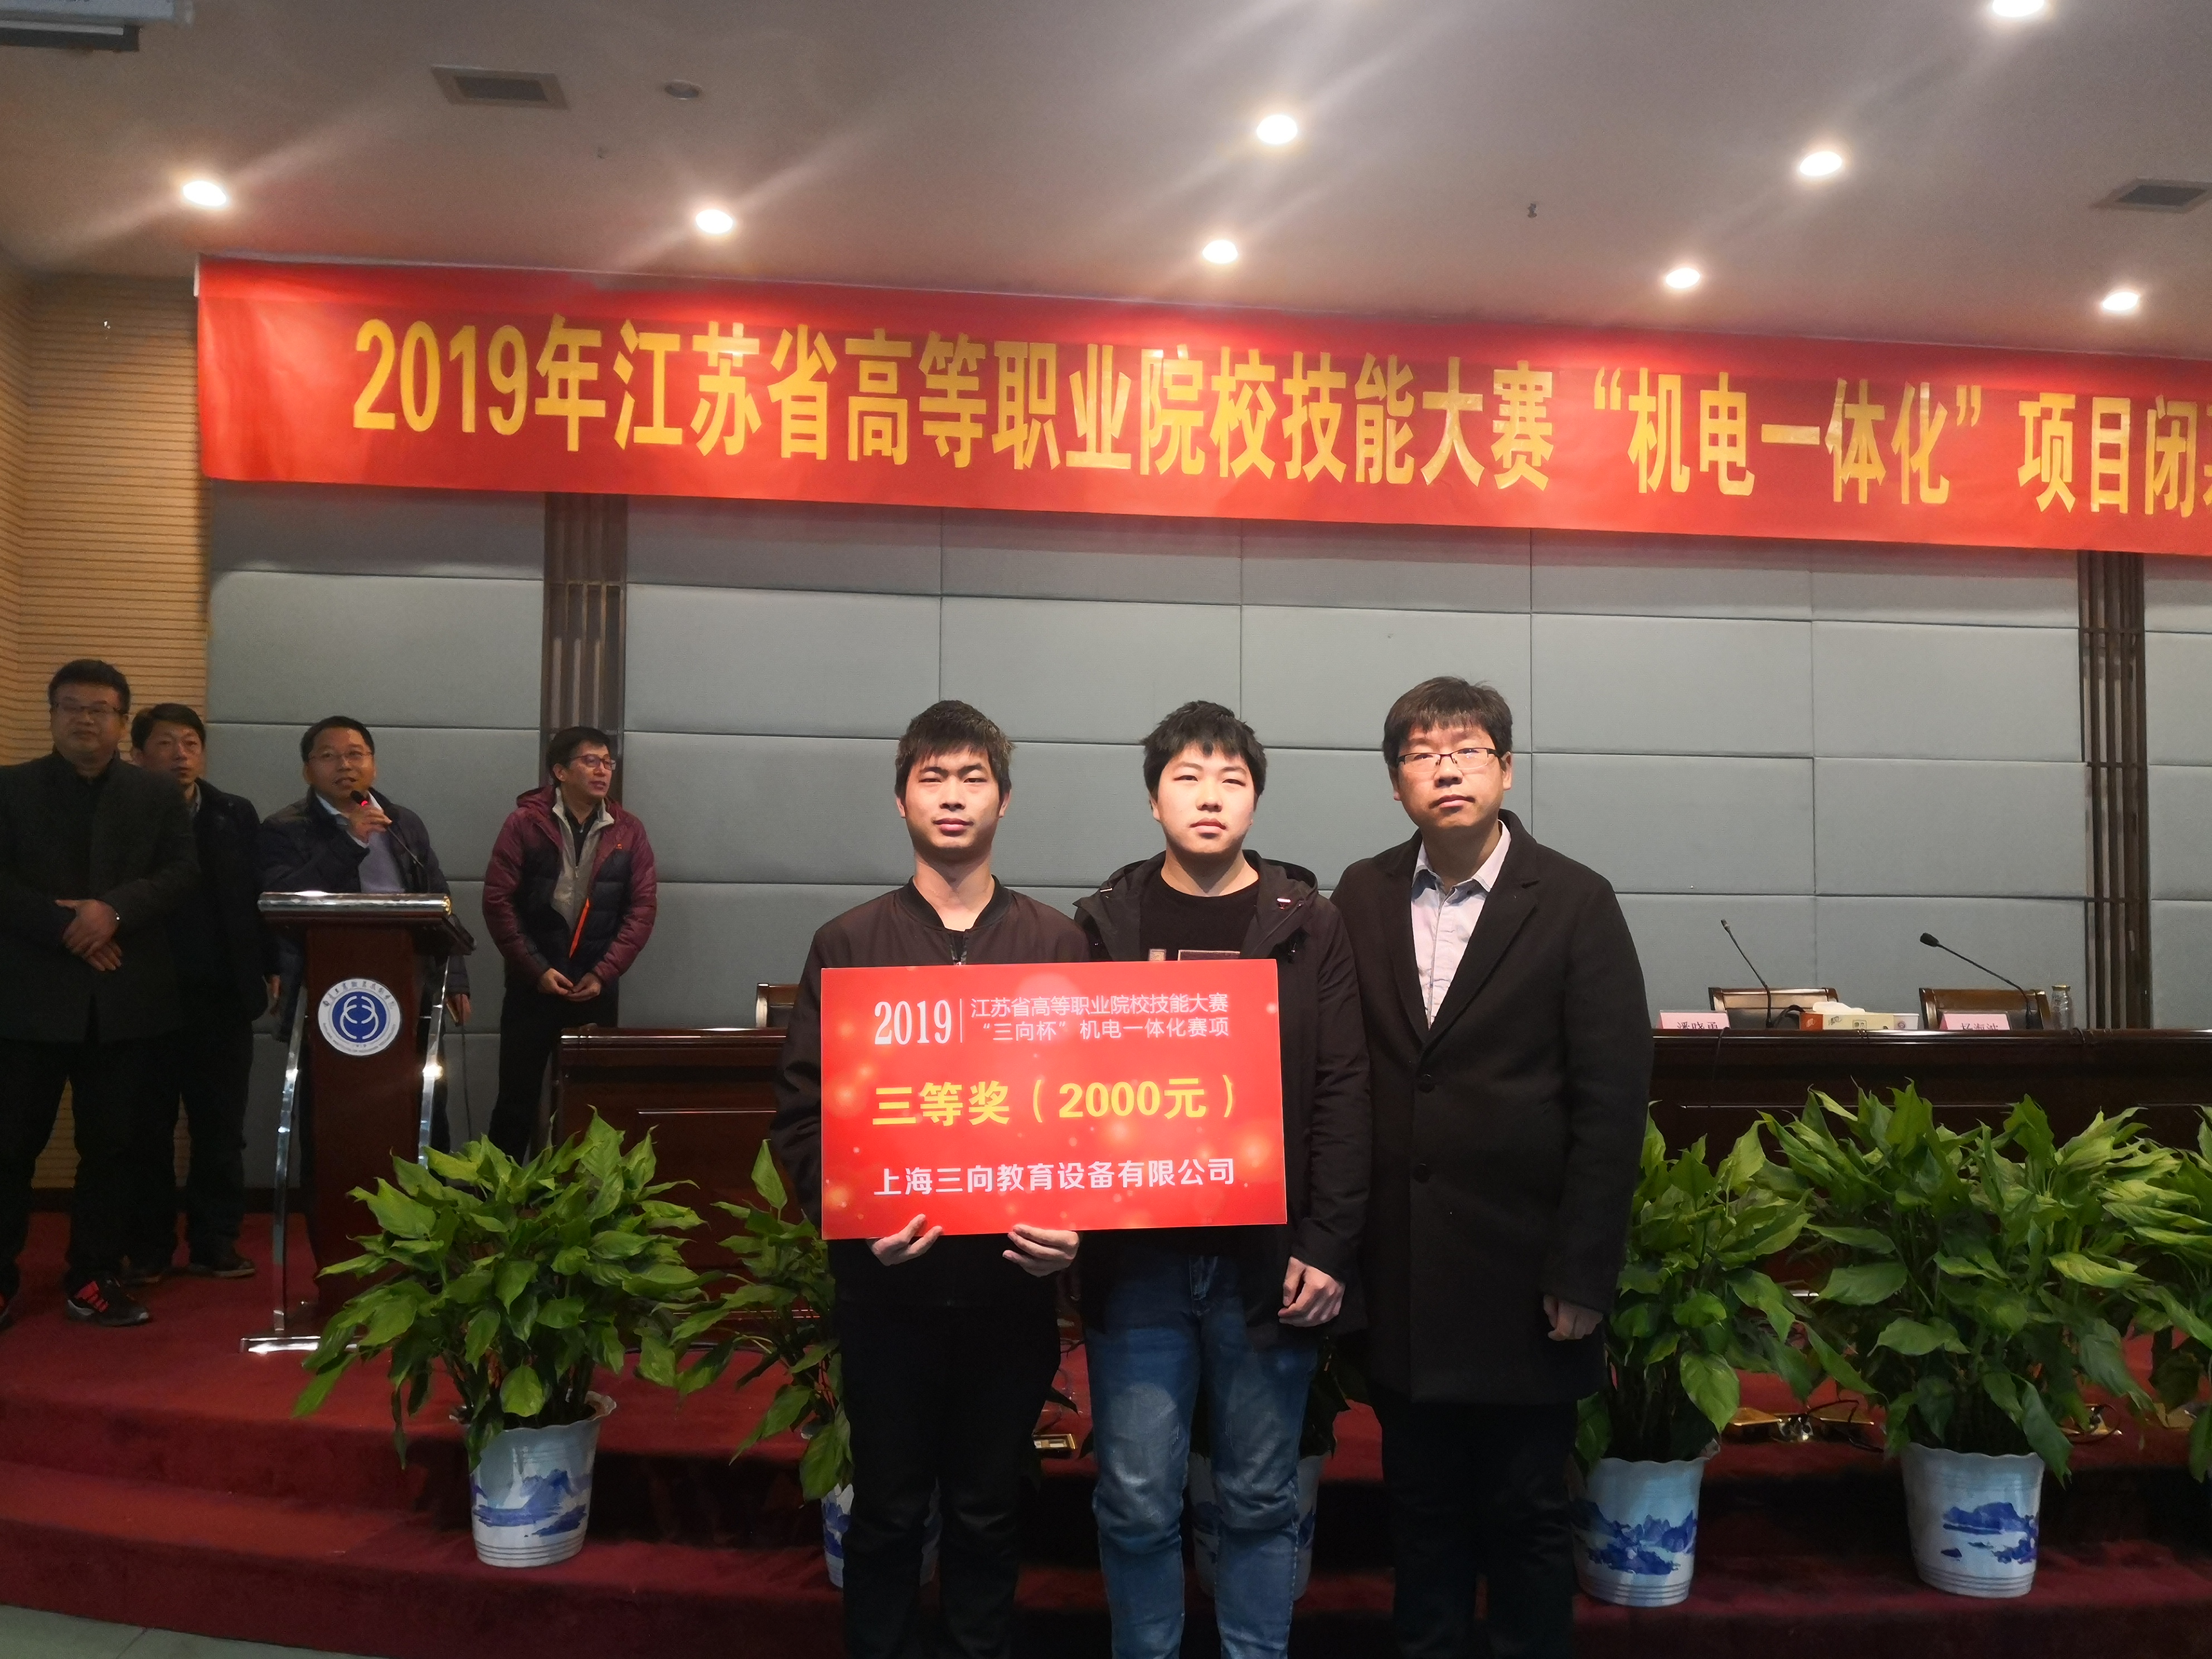 2019年江苏省高等职业院校技能大赛“机电一体化”项目闭
2019
江苏省高等职业院校技能大赛
“三向杯”机电一体化赛项
三等奖（2000元）
上海三向教育设备有限公司